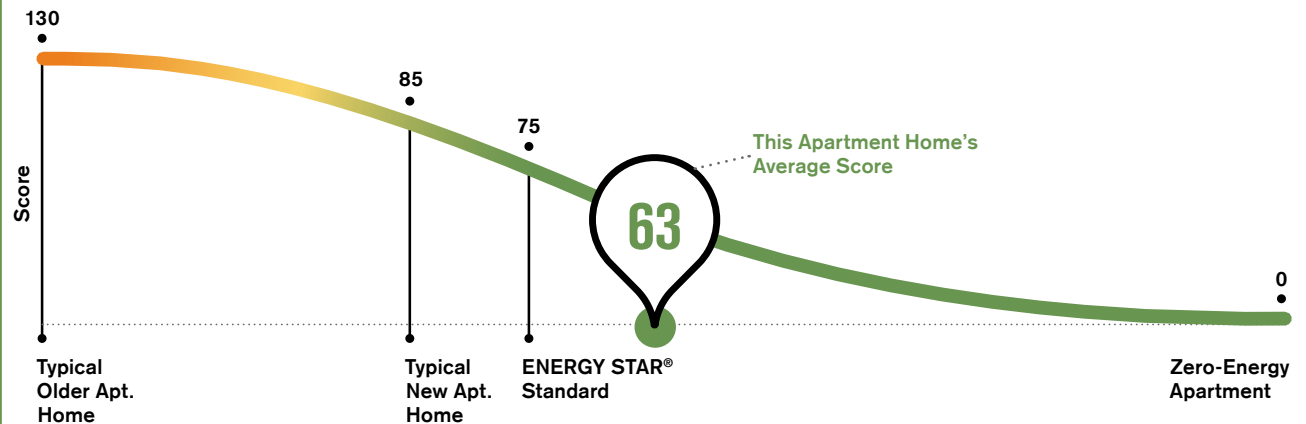 130
85
75
This Apartment Home's
Average Score
63
0
Score
Typical
Older Apt.
Home
Typical
New Apt.
Home
ENERGY STAR®
Standard
Zero-Energy
Apartment